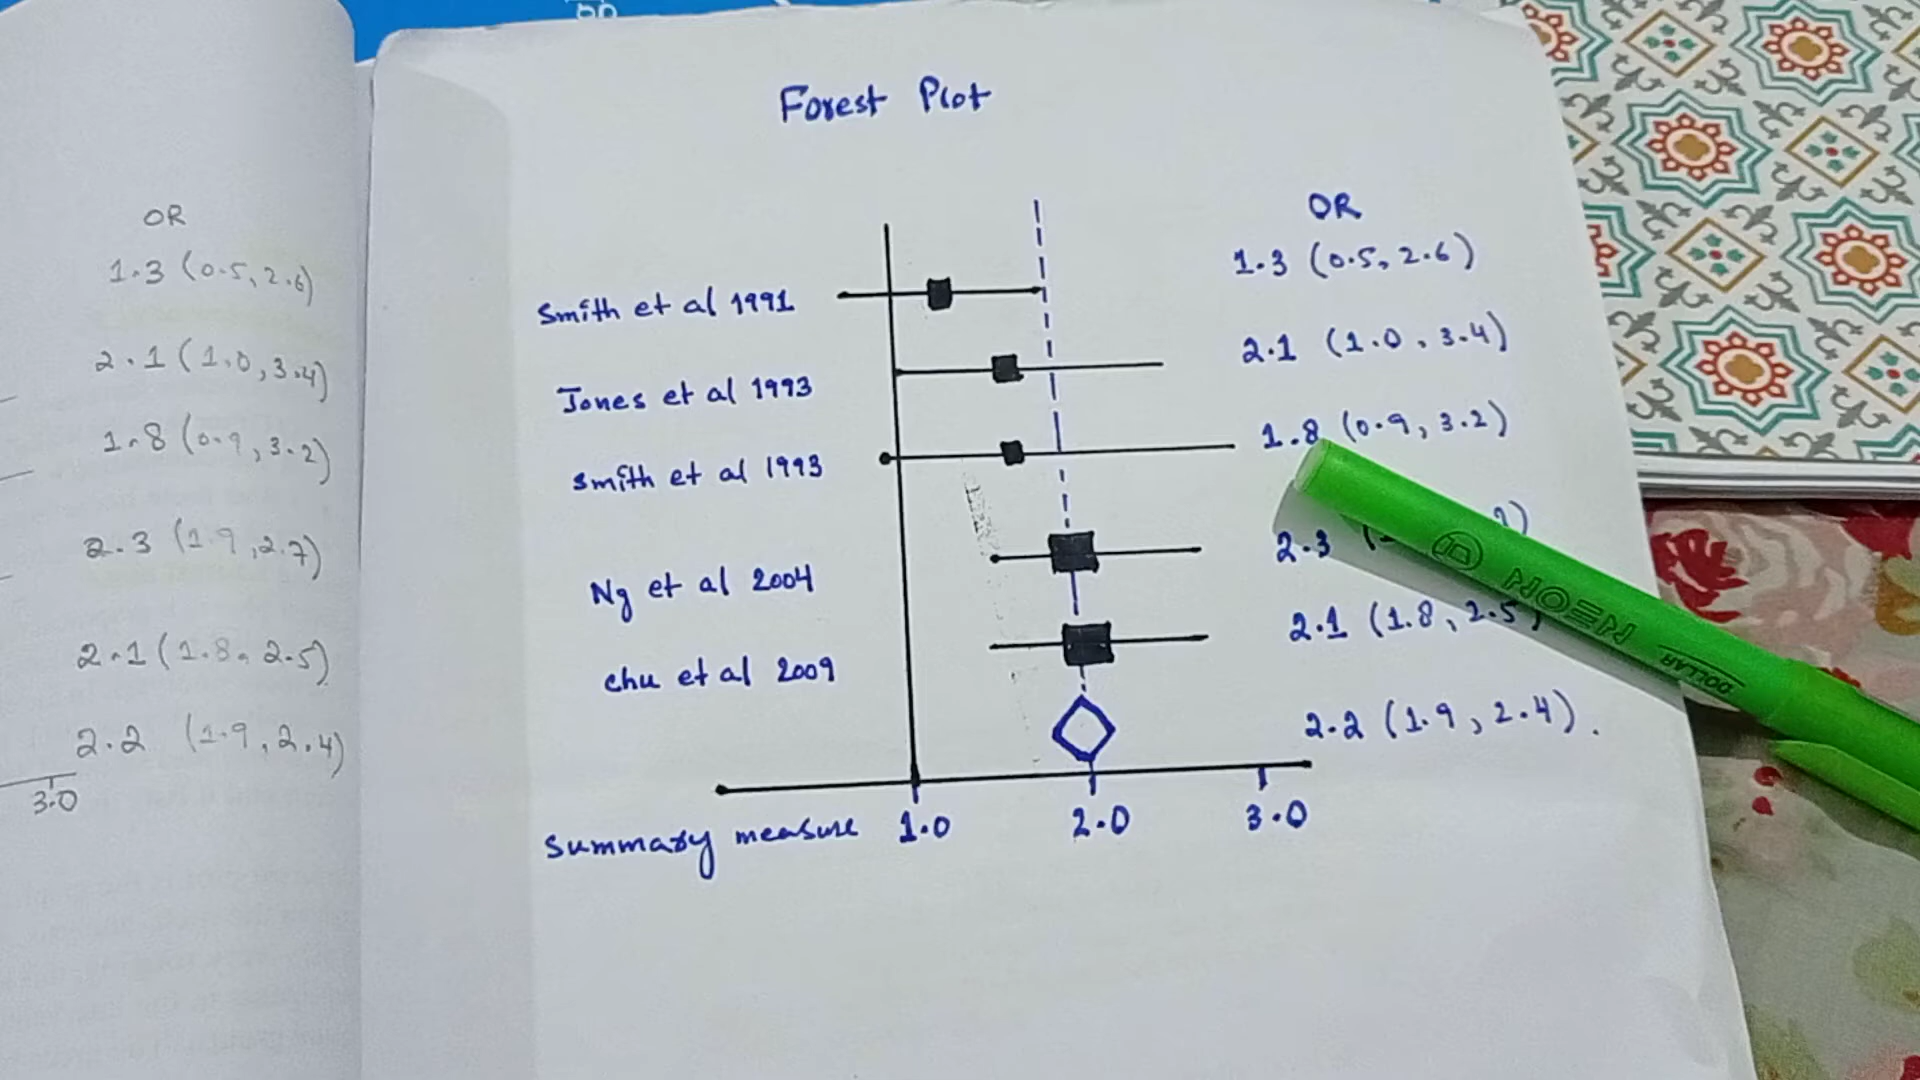 Forest Plot
OR
1.3 (0.5, 2.6)
2.1 (1.0, 3.4)
1.8 (0.9, 3.2)
2.3 (1.9, 2.7)
2.1 (1.8, 2.5)
2.2 (1.9, 2.4)
3.0
OR
Smith et al 1991 1.3 (0.5, 2.6)
Jones et al 1993 2.1 (1.0, 3.4)
Smith et al 1993 1.8 (0.9, 3.2)
Ng et al 2004 2.3
chu et al 2009 2.1 (1.8, 2.5)
2.2 (1.9, 2.4).
Summary measure 1.0 2.0 3.0
NEON
DOLLAR